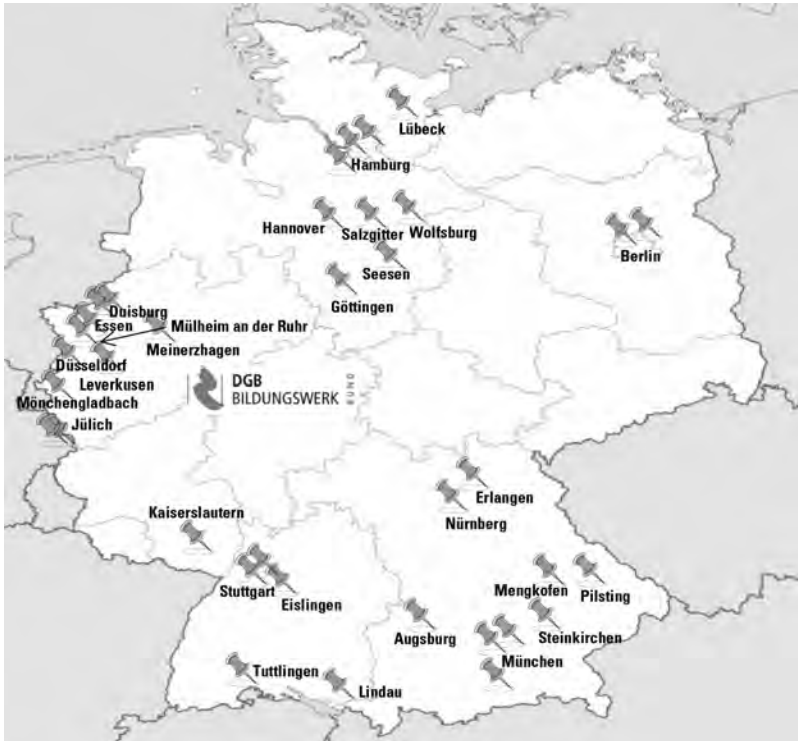 Lübeck
Hamburg
Hannover
Salzgitter
Wolfsburg
Berlin
Seesen
Göttingen
Duisburg
Essen
Mülheim an der Ruhr
Meinerzhagen
Düsseldorf
Leverkusen
Mönchengladbach
Jülich
DGB
BILDUNGSWERK
BUND
Erlangen
Nürnberg
Kaiserslautern
Stuttgart
Eislingen
Mengkofen
Pilsting
Augsburg
Steinkirchen
München
Tuttlingen
Lindau